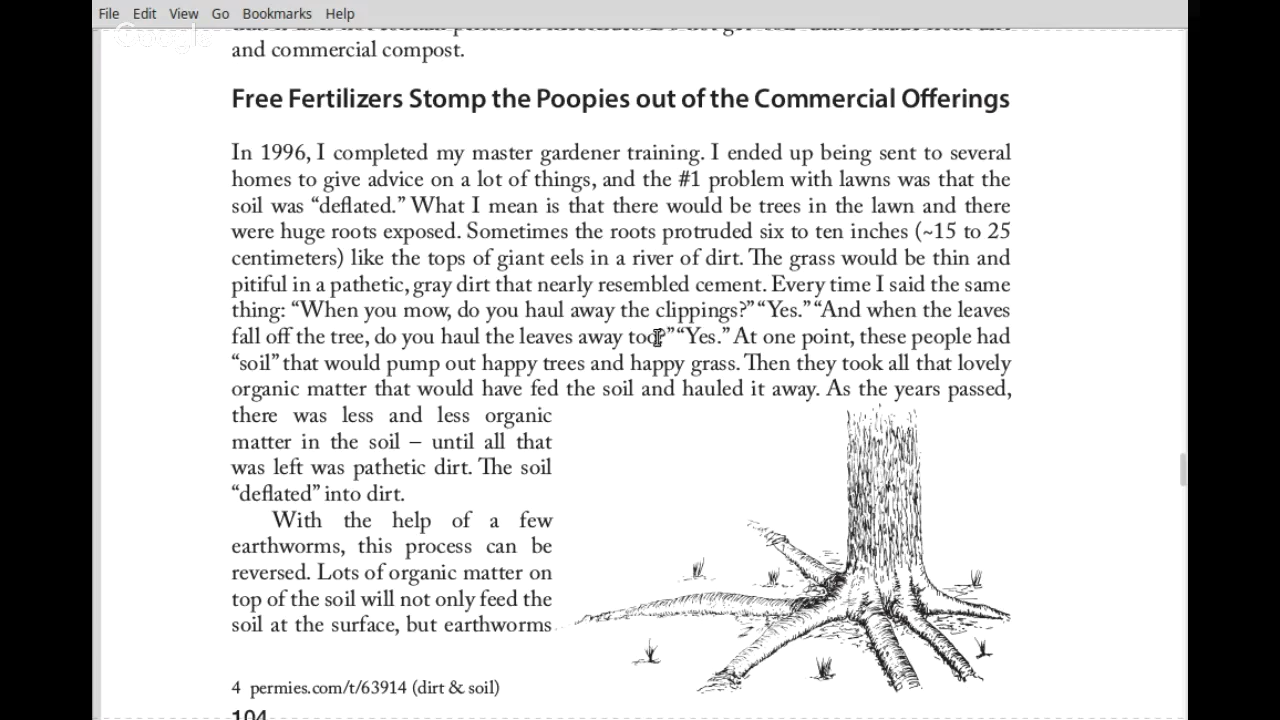 File Edit View Go Bookmarks Help
Google
and commercial compost.
Free Fertilizers Stomp the Poopies out of the Commercial Offerings
In 1996, I completed my master gardener training. I ended up being sent to several
homes to give advice on a lot of things, and the #1 problem with lawns was that the
soil was “deflated.” What I mean is that there would be trees in the lawn and there
were huge roots exposed. Sometimes the roots protruded six to ten inches (~15 to 25
centimeters) like the tops of giant eels in a river of dirt. The grass would be thin and
pitiful in a pathetic, gray dirt that nearly resembled cement. Every time I said the same
thing: “When you mow, do you haul away the clippings?” “Yes.” “And when the leaves
fall off the tree, do you haul the leaves away too?” “Yes.” At one point, these people had
“soil” that would pump out happy trees and happy grass. Then they took all that lovely
organic matter that would have fed the soil and hauled it away. As the years passed,
there was less and less organic
matter in the soil – until all that
was left was pathetic dirt. The soil
“deflated” into dirt.
With the help of a few
earthworms, this process can be
reversed. Lots of organic matter on
top of the soil will not only feed the
soil at the surface, but earthworms
4 permies.com/t/63914 (dirt & soil)
104